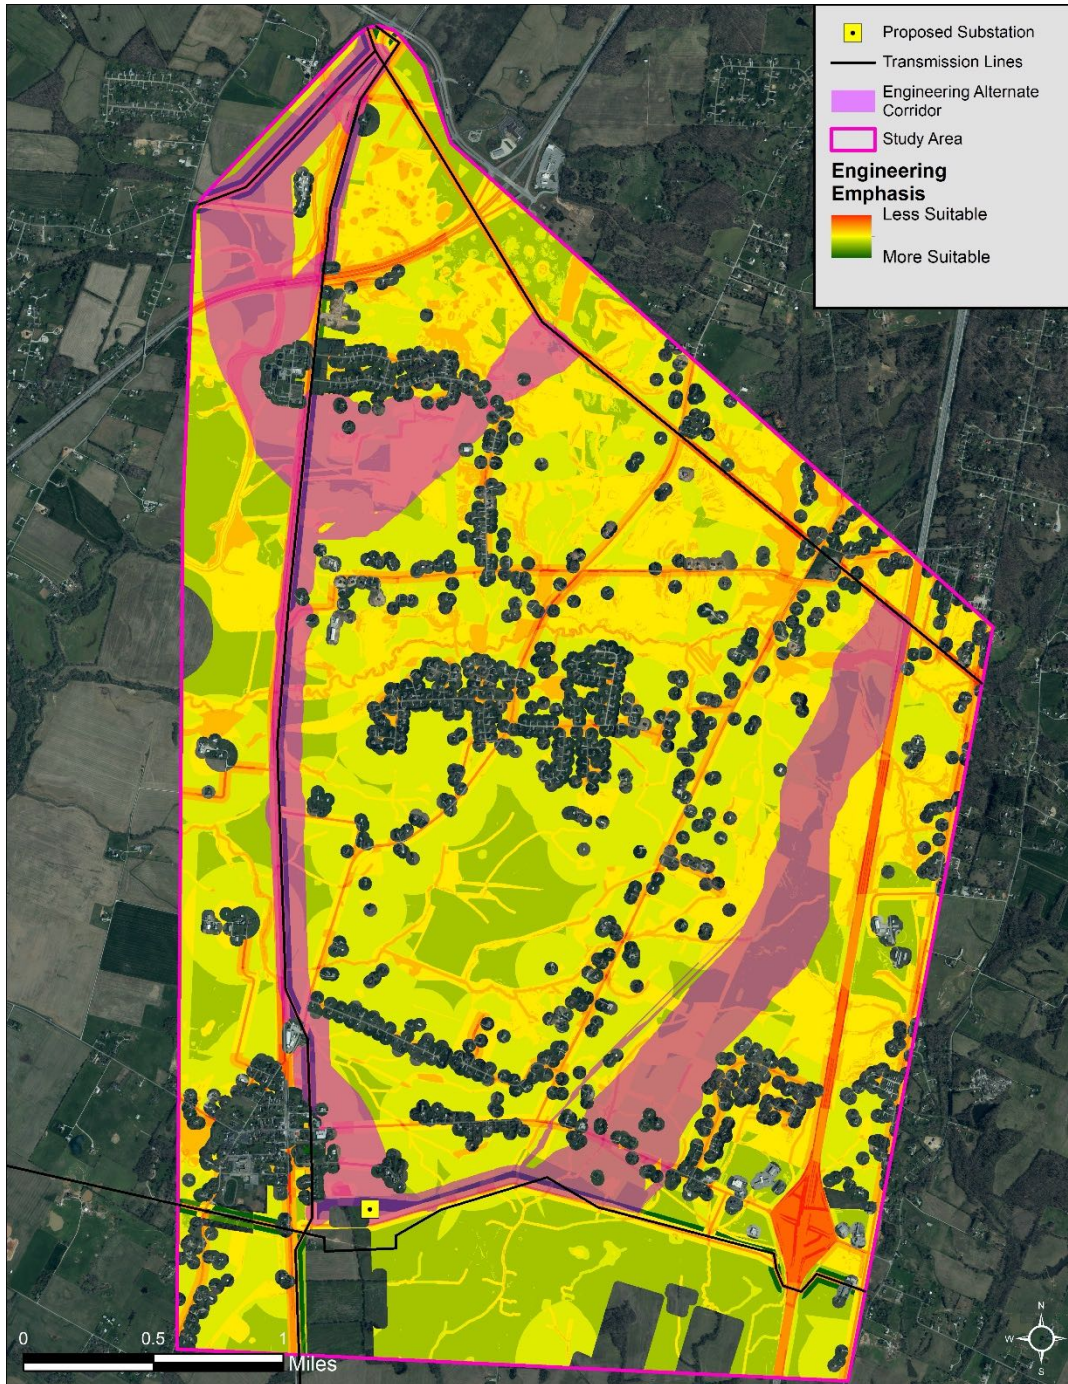 Proposed Substation
Transmission Lines
Engineering Alternate
Corridor
Study Area
Engineering
Emphasis
Less Suitable
More Suitable
0 0.5 1
Miles
N
W
S